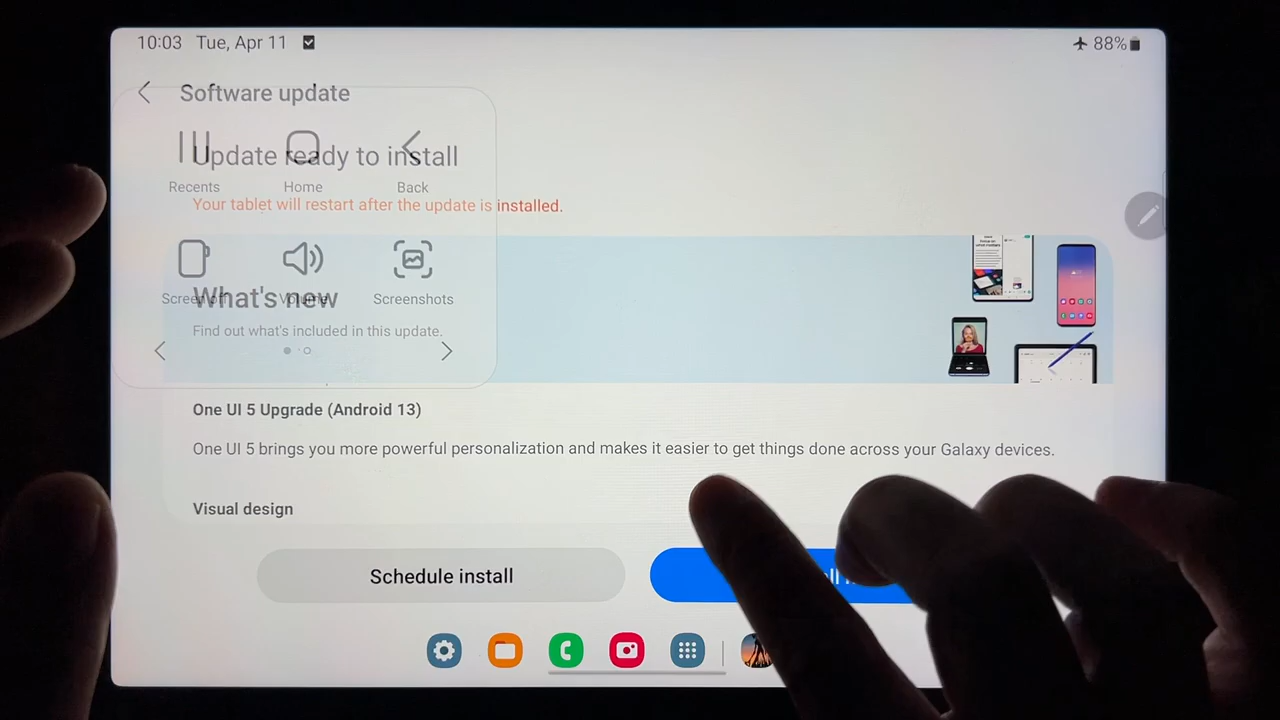 10:03 Tue, Apr 11
88%
Software update
Update ready to install
Recents Home Back
Your tablet will restart after the update is installed.
What's new
Screen off Volume Screenshots
Find out what's included in this update.
One UI 5 Upgrade (Android 13)
One UI 5 brings you more powerful personalization and makes it easier to get things done across your Galaxy devices.
Visual design
Schedule install